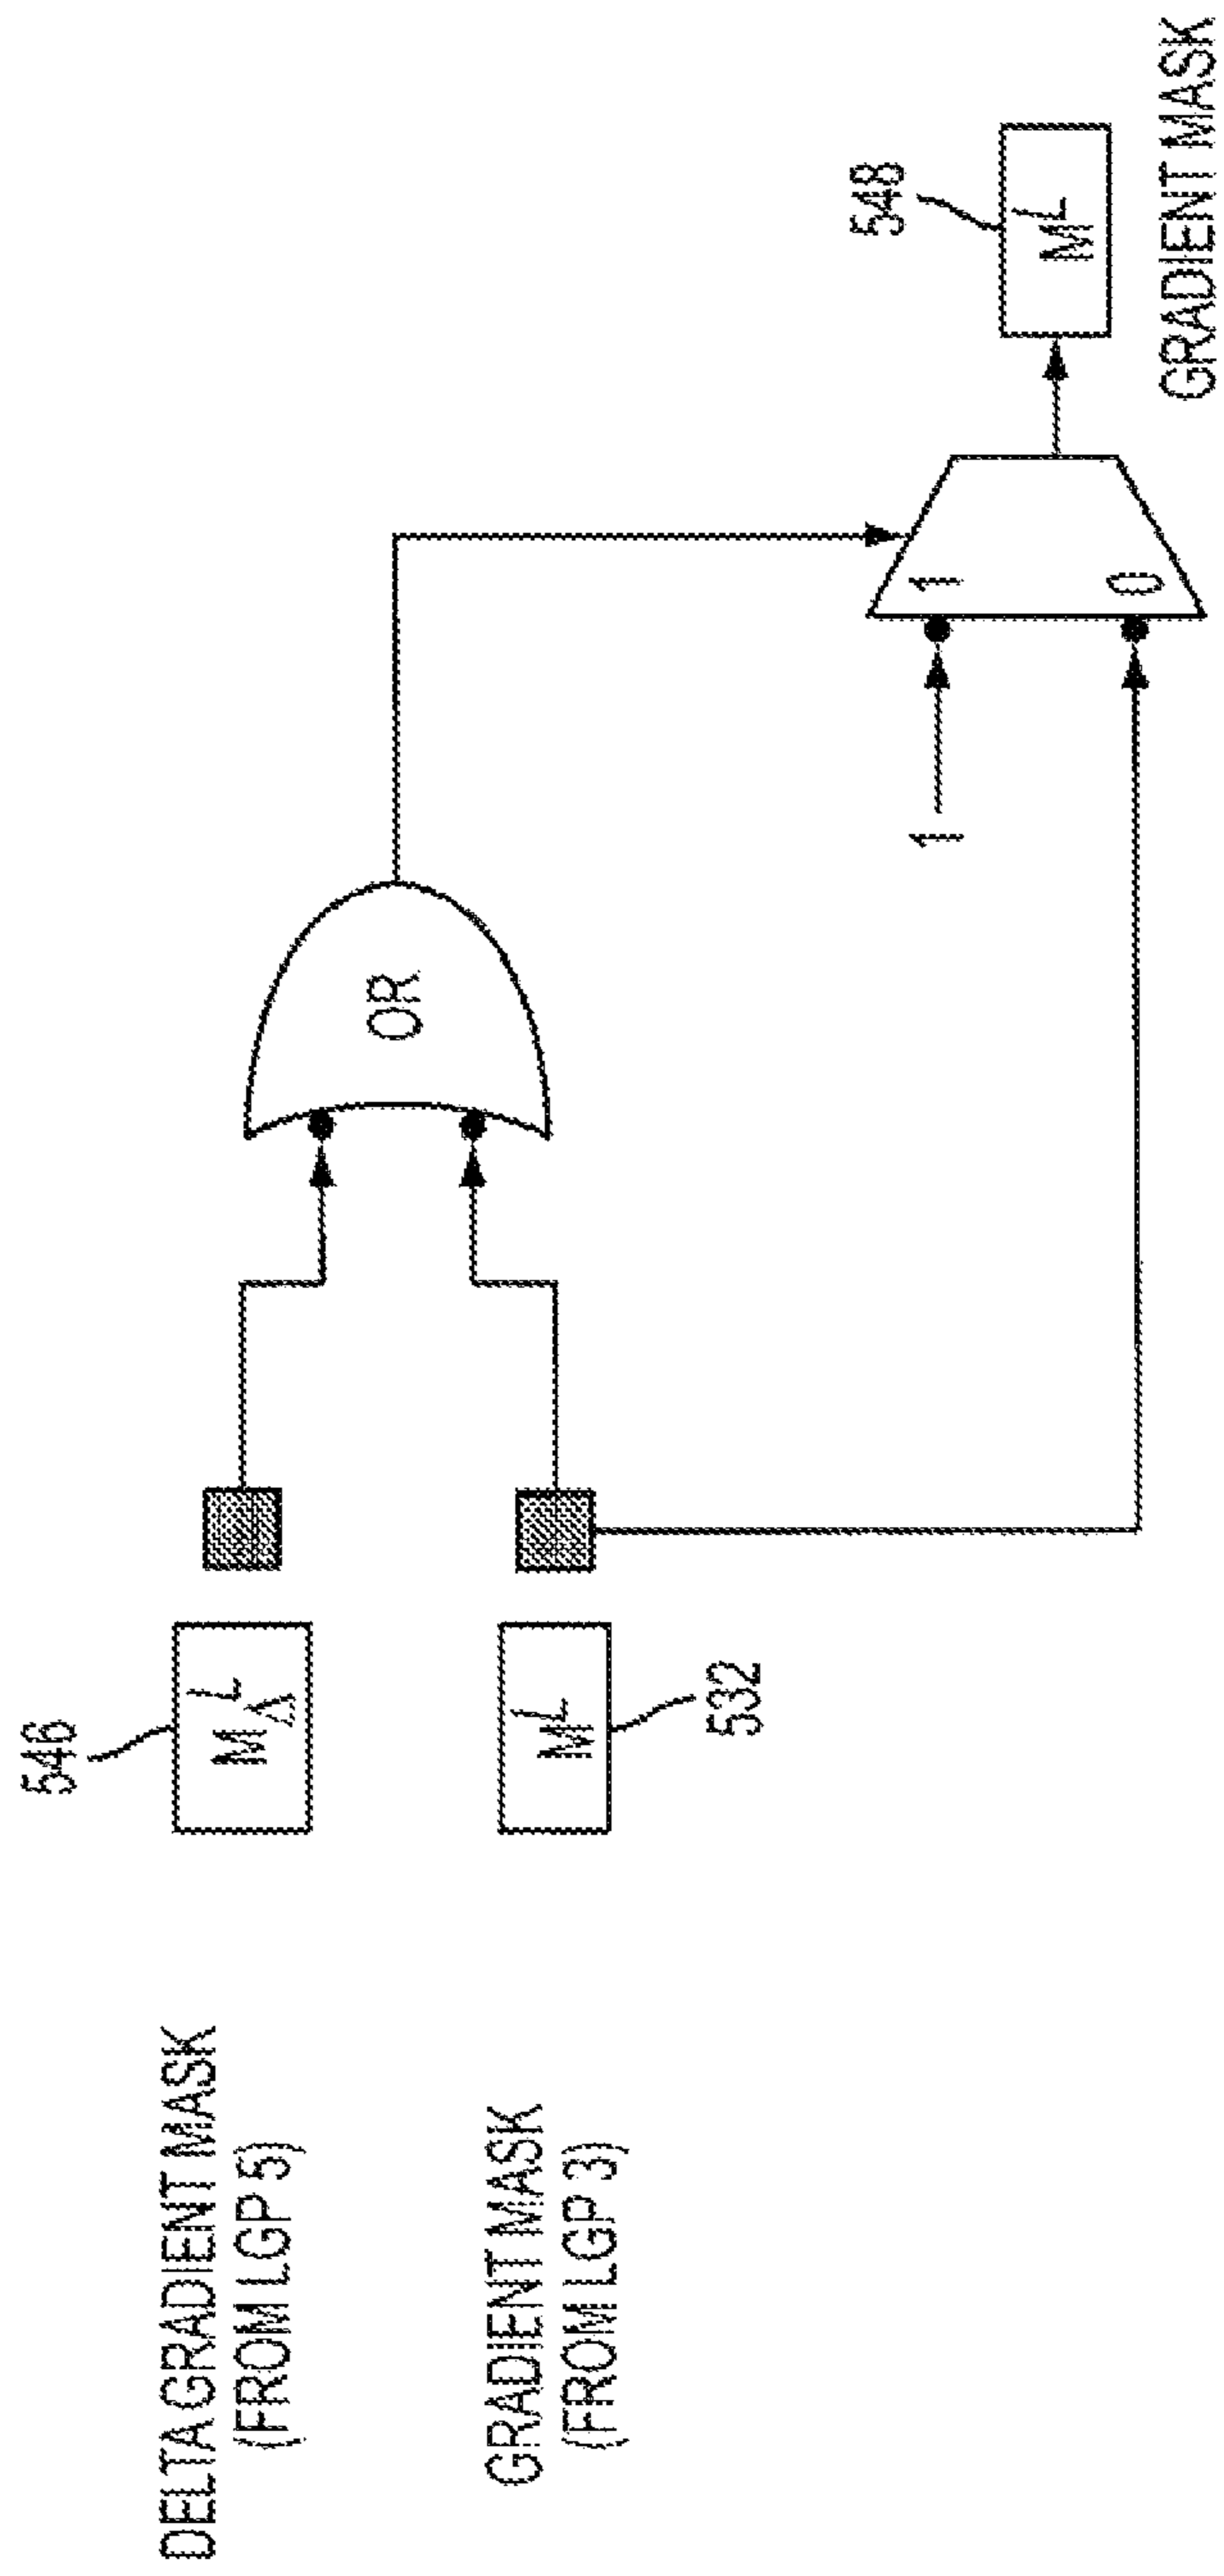 DELTA GRADIENT MASK
(FROM LGP 5)
546
M Δ L
GRADIENT MASK
(FROM LGP 3)
M L
532
OR
1
1
0
548
M L
GRADIENT MASK